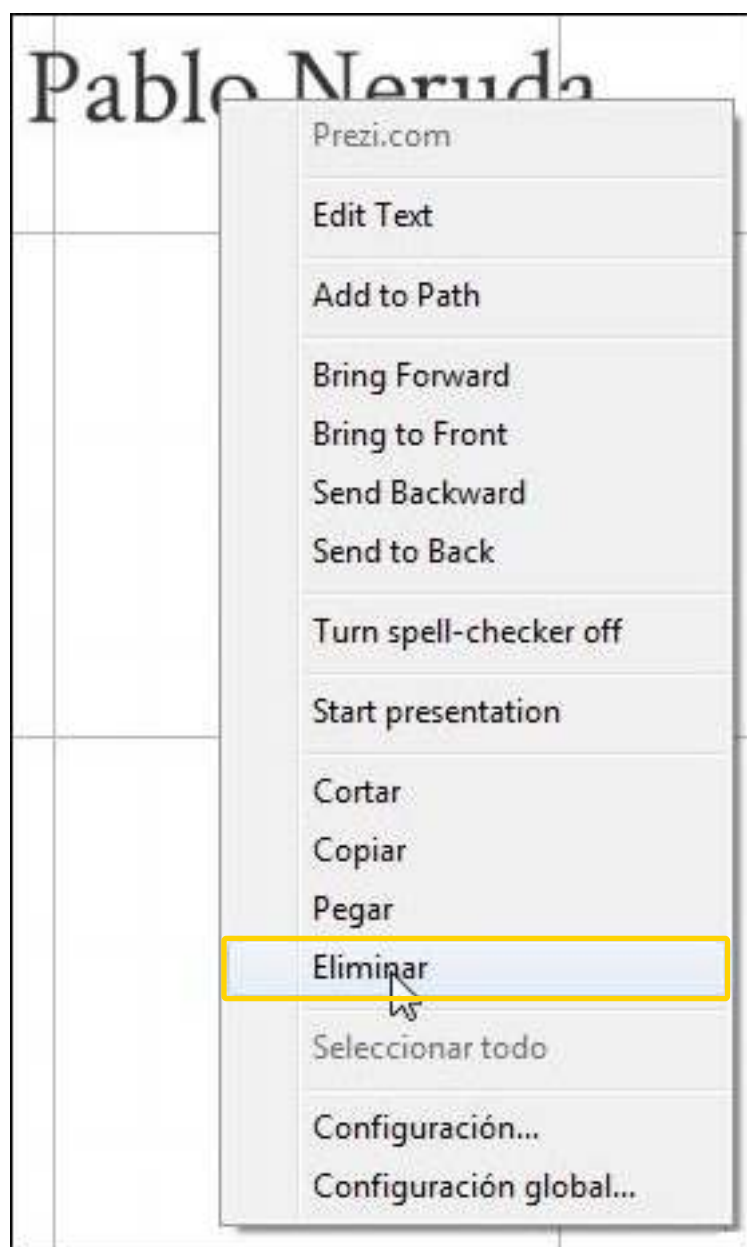 Pablo Neruda
Prezi.com
Edit Text
Add to Path
Bring Forward
Bring to Front
Send Backward
Send to Back
Turn spell-checker off
Start presentation
Cortar
Copiar
Pegar
Eliminar
Seleccionar todo
Configuración...
Configuración global...